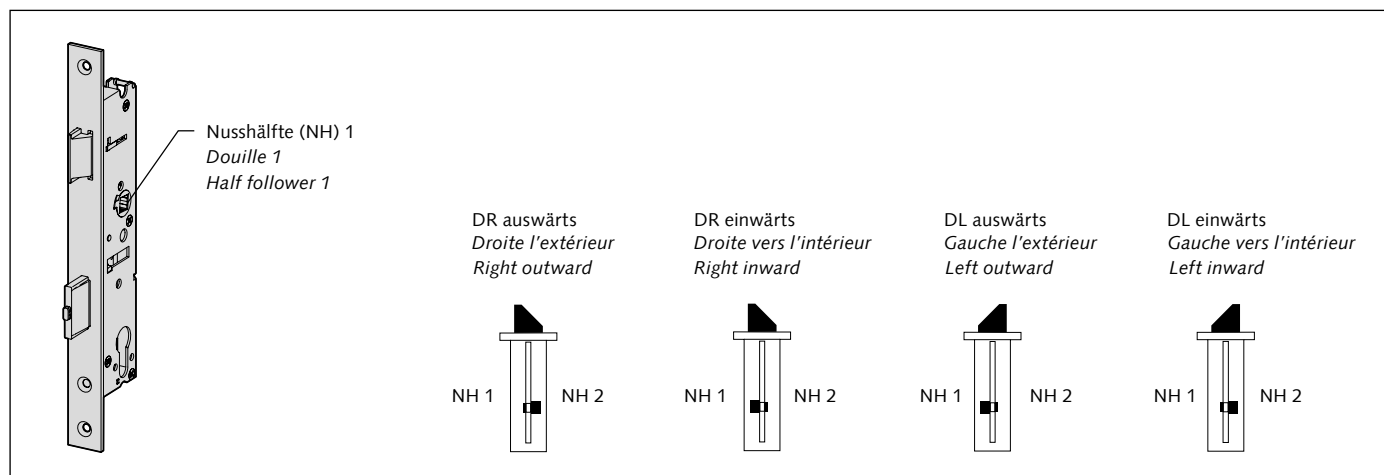 Nusshälfte (NH) 1
Douille 1
Half follower 1
DR auswärts
Droite l'extérieur
Right outward
DR einwärts
Droite vers l'intérieur
Right inward
DL auswärts
Gauche l'extérieur
Left outward
DL einwärts
Gauche vers l'intérieur
Left inward
NH 1 NH 2
NH 1 NH 2
NH 1 NH 2
NH 1 NH 2